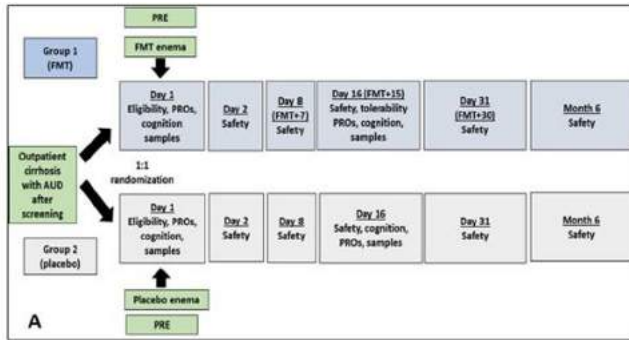 PRE
FMT enema
Group 1
(FMT)
Day 1
Eligibility, PROs,
cognition
samples
Day 2
Safety
Day 8
(FMT+7)
Safety
Day 16 (FMT+15)
Safety, tolerability
PROs, cognition,
samples
Day 31
(FMT+30)
Safety
Month 6
Safety
Outpatient
cirrhosis
with AUD
after
screening
1:1
randomization
Group 2
(placebo)
Day 1
Eligibility, PROs,
cognition,
samples
Day 2
Safety
Day 8
Safety
Day 16
Safety, cognition,
PROs, samples
Day 31
Safety
Month 6
Safety
Placebo enema
PRE
A